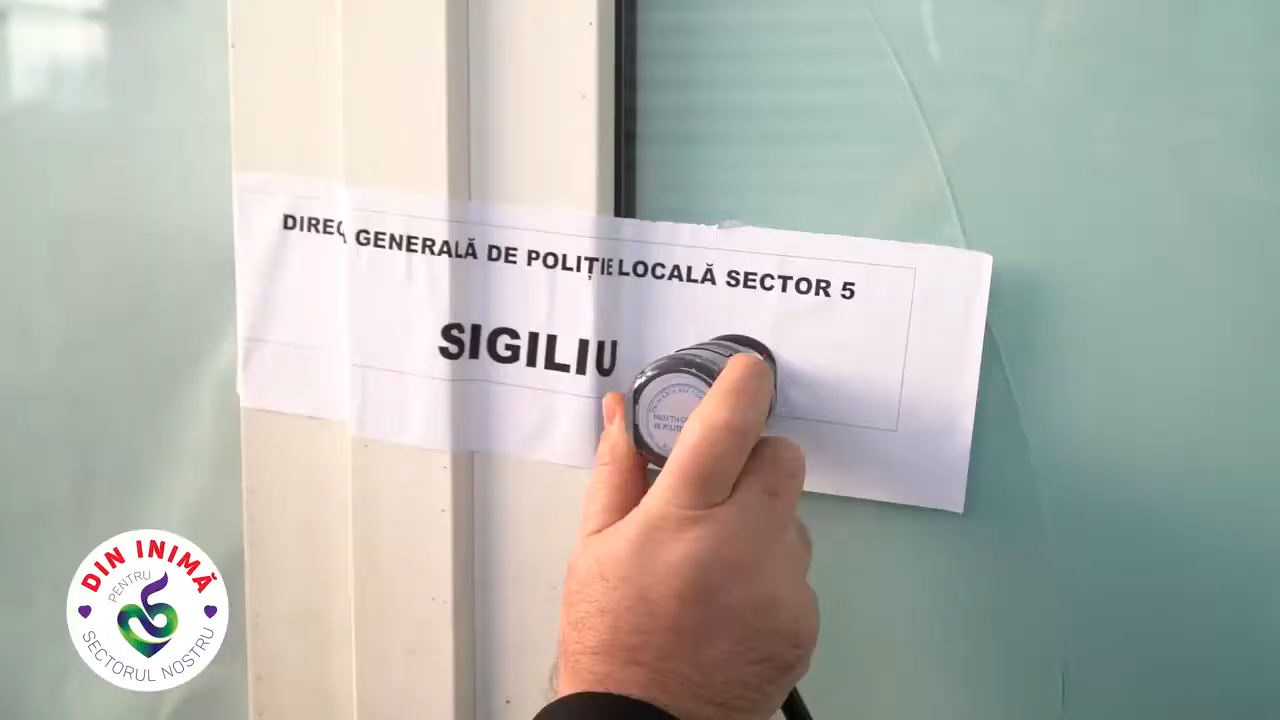 DIREC GENERALĂ DE POLIȚIE LOCALĂ SECTOR 5
SIGILIU
DIN INIMĂ
PENTRU
SECTORUL NOSTRU